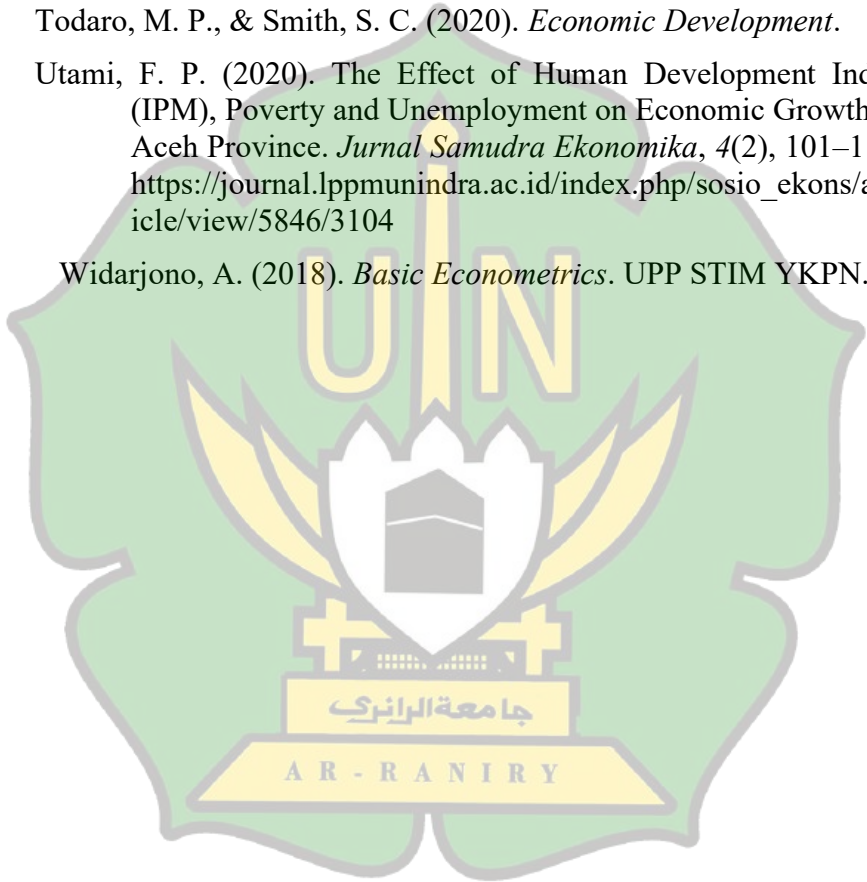 Todaro, M. P., & Smith, S. C. (2020). Economic Development.
Utami, F. P. (2020). The Effect of Human Development Ind
(IPM), Poverty and Unemployment on Economic Growth
Aceh Province. Jurnal Samudra Ekonomika, 4(2), 101–1
https://journal.lppmunindra.ac.id/index.php/sosio_ekons/a
icle/view/5846/3104
Widarjono, A. (2018). Basic Econometrics. UPP STIM YKPN.
UIN
جامعة الرانري
AR-RANIRY